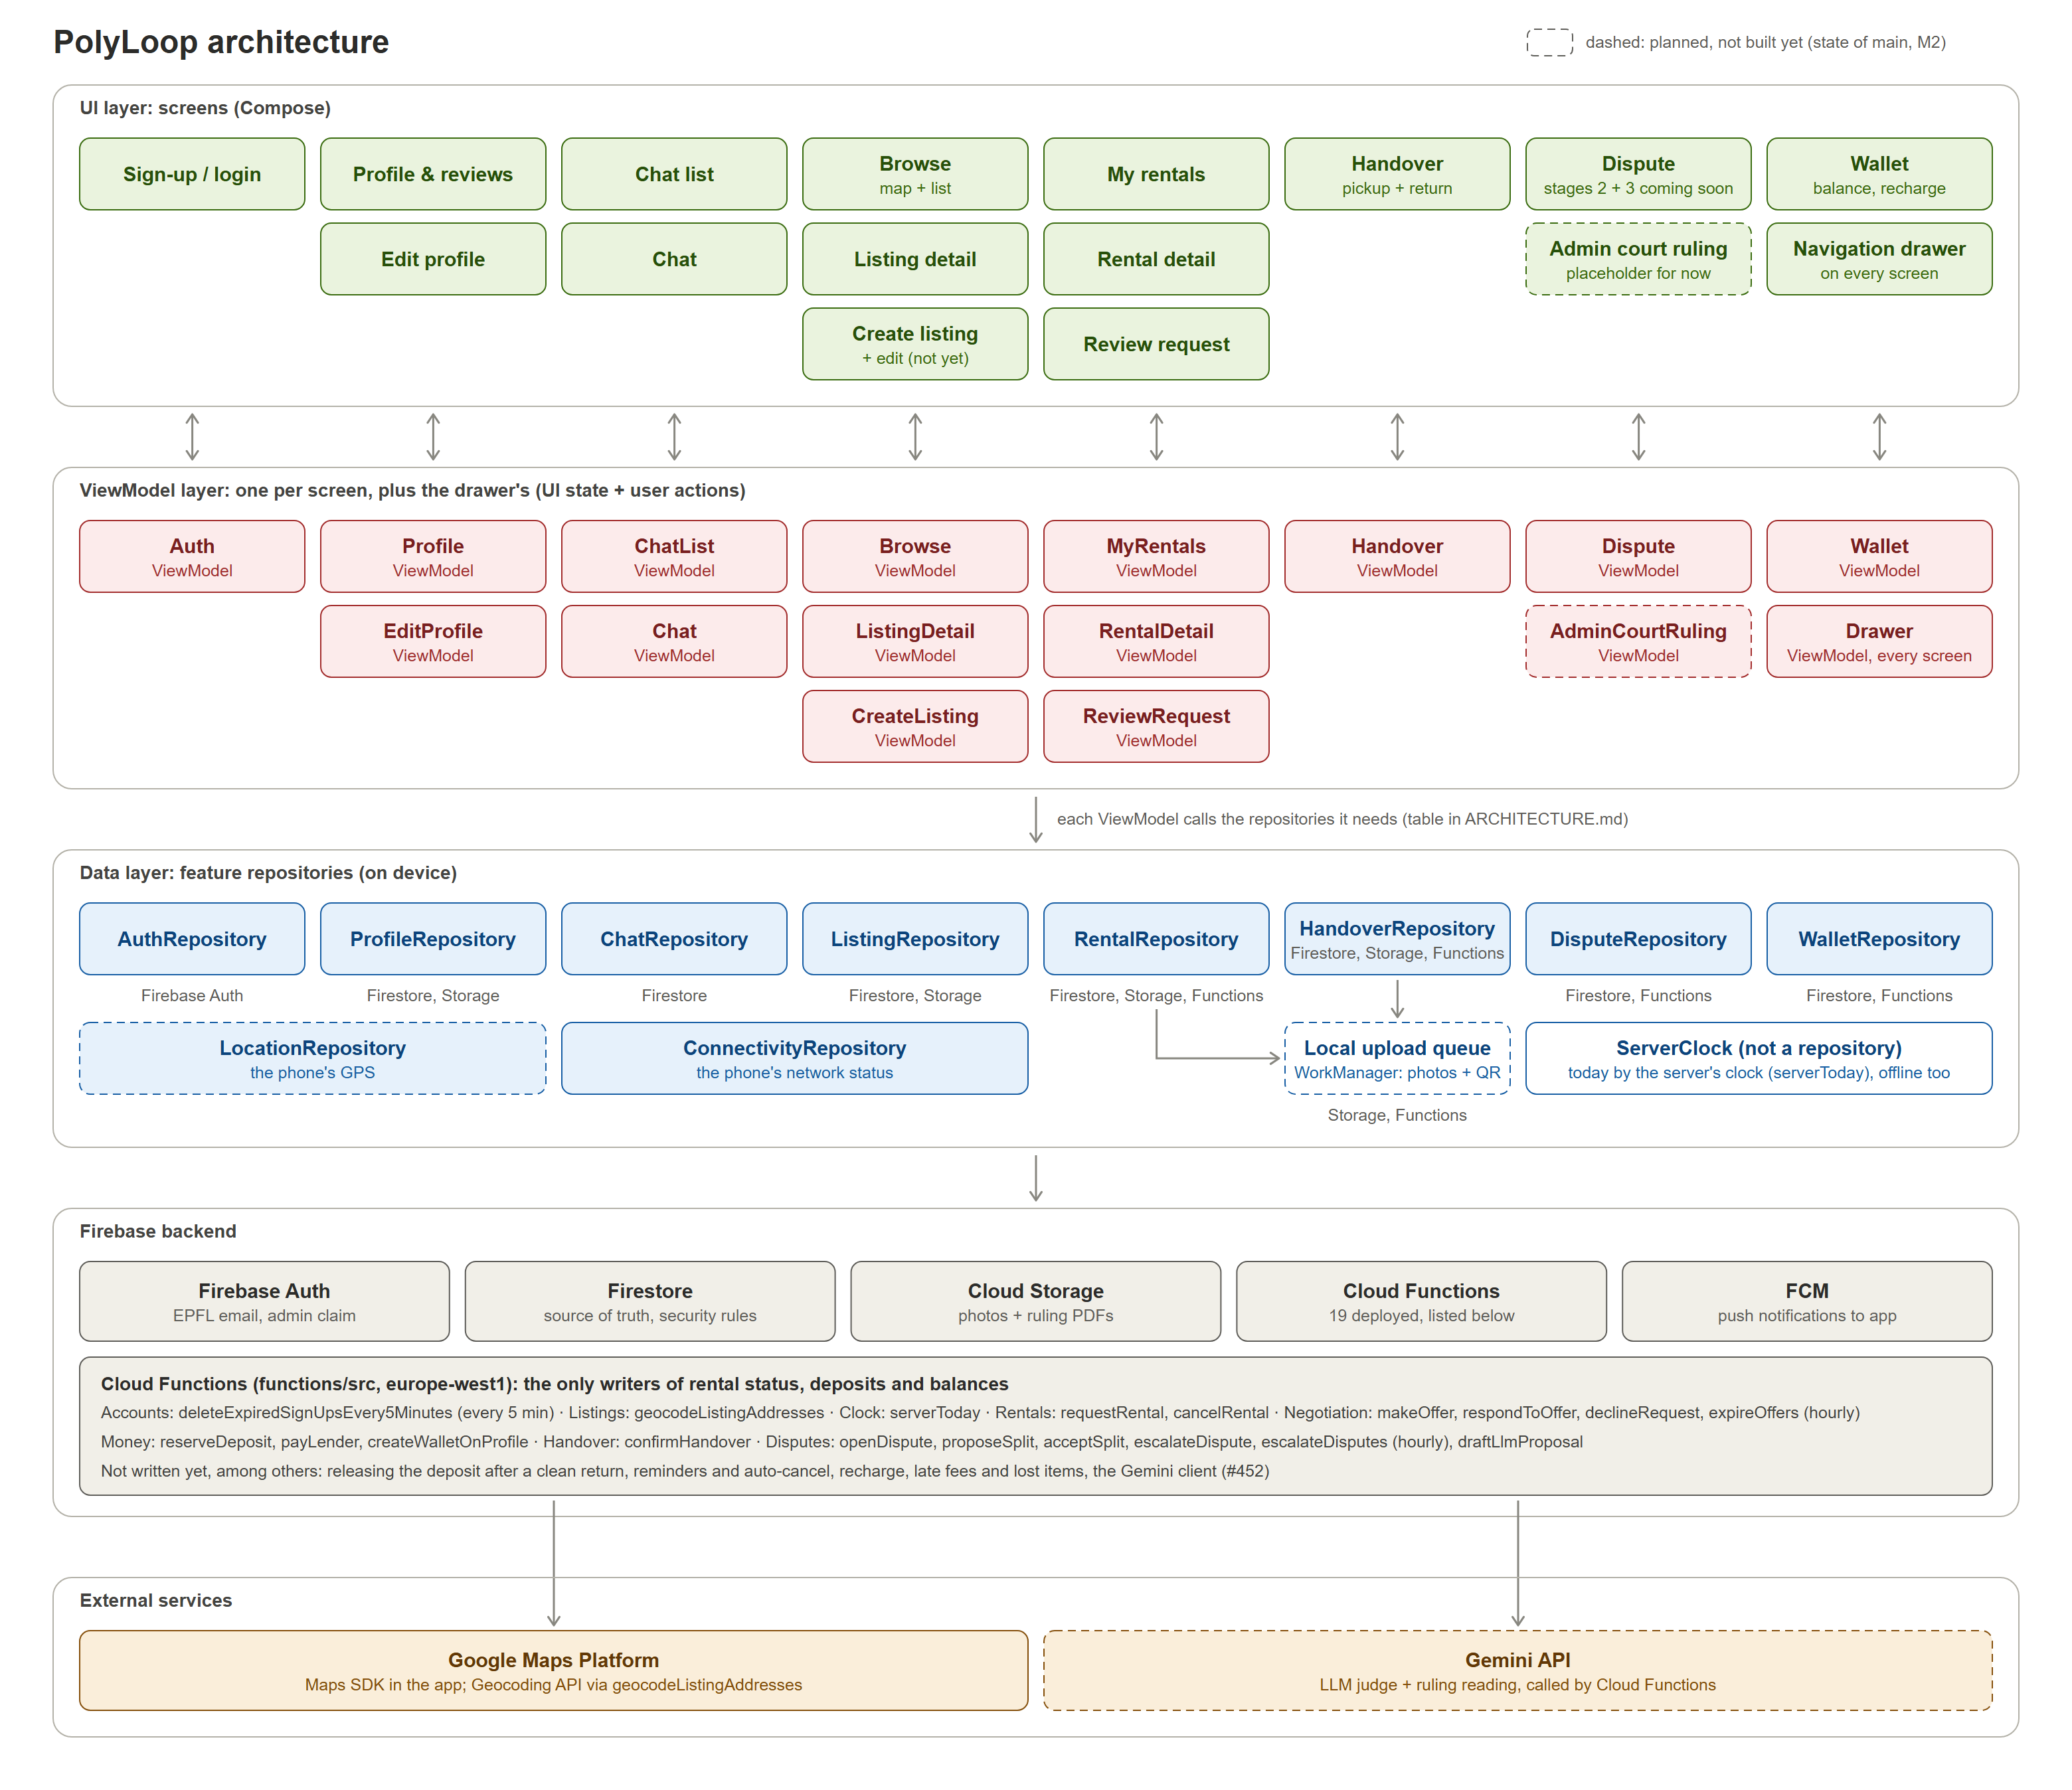 PolyLoop architecture
dashed: planned, not built yet (state of main, M2)
UI layer: screens (Compose)
Sign-up / login
Profile & reviews
Chat list
Browse
map + list
My rentals
Handover
pickup + return
Dispute
stages 2 + 3 coming soon
Wallet
balance, recharge
Edit profile
Chat
Listing detail
Rental detail
Admin court ruling
placeholder for now
Navigation drawer
on every screen
Create listing
+ edit (not yet)
Review request
ViewModel layer: one per screen, plus the drawer's (UI state + user actions)
Auth
ViewModel
Profile
ViewModel
ChatList
ViewModel
Browse
ViewModel
MyRentals
ViewModel
Handover
ViewModel
Dispute
ViewModel
Wallet
ViewModel
EditProfile
ViewModel
Chat
ViewModel
ListingDetail
ViewModel
RentalDetail
ViewModel
AdminCourtRuling
ViewModel
Drawer
ViewModel, every screen
CreateListing
ViewModel
ReviewRequest
ViewModel
each ViewModel calls the repositories it needs (table in ARCHITECTURE.md)
Data layer: feature repositories (on device)
AuthRepository
Firebase Auth
ProfileRepository
Firestore, Storage
ChatRepository
Firestore
ListingRepository
Firestore, Storage
RentalRepository
Firestore, Storage, Functions
HandoverRepository
Firestore, Storage, Functions
DisputeRepository
Firestore, Functions
WalletRepository
Firestore, Functions
LocationRepository
the phone's GPS
ConnectivityRepository
the phone's network status
Local upload queue
WorkManager: photos + QR
Storage, Functions
ServerClock (not a repository)
today by the server's clock (serverToday), offline too
Firebase backend
Firebase Auth
EPFL email, admin claim
Firestore
source of truth, security rules
Cloud Storage
photos + ruling PDFs
Cloud Functions
19 deployed, listed below
FCM
push notifications to app
Cloud Functions (functions/src, europe-west1): the only writers of rental status, deposits and balances
Accounts: deleteExpiredSignUpsEvery5Minutes (every 5 min) · Listings: geocodeListingAddresses · Clock: serverToday · Rentals: requestRental, cancelRental · Negotiation: makeOffer, respondToOffer, declineRequest, expireOffers (hourly)
Money: reserveDeposit, payLender, createWalletOnProfile · Handover: confirmHandover · Disputes: openDispute, proposeSplit, acceptSplit, escalateDispute, escalateDisputes (hourly), draftLlmProposal
Not written yet, among others: releasing the deposit after a clean return, reminders and auto-cancel, recharge, late fees and lost items, the Gemini client (#452)
External services
Google Maps Platform
Maps SDK in the app; Geocoding API via geocodeListingAddresses
Gemini API
LLM judge + ruling reading, called by Cloud Functions